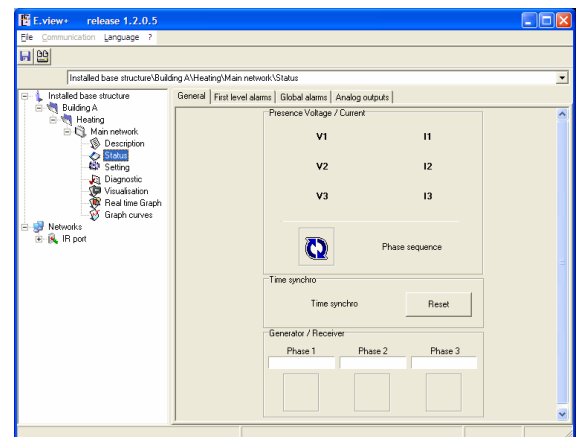 E.view+ release 1.2.0.5
File Communication Language ?
Installed base structure\Building A\Heating\Main network\Status
Installed base structure
Building A
Heating
Main network
Description
Status
Setting
Diagnostic
Visualisation
Real time Graph
Graph curves
Networks
IR port
General First level alarms Global alarms Analog outputs
Presence Voltage / Current
V1 I1
V2 I2
V3 I3
Phase sequence
Time synchro
Time synchro Reset
Generator / Receiver
Phase 1 Phase 2 Phase 3